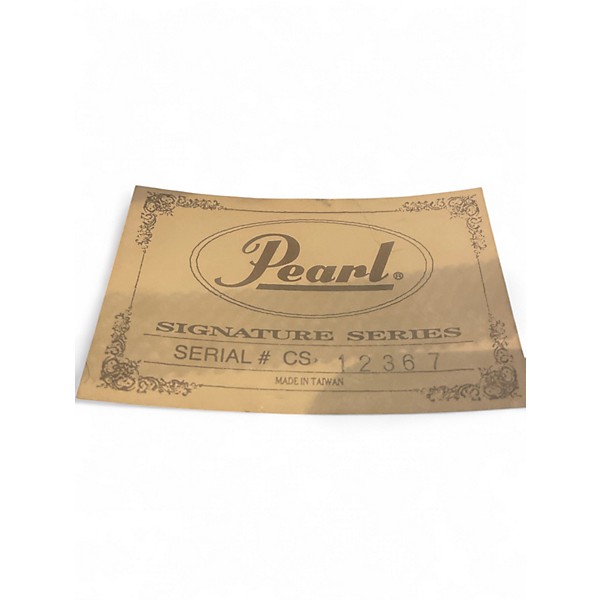 Pearl®
SIGNATURE SERIES
SERIAL # CS 12367
MADE IN TAIWAN